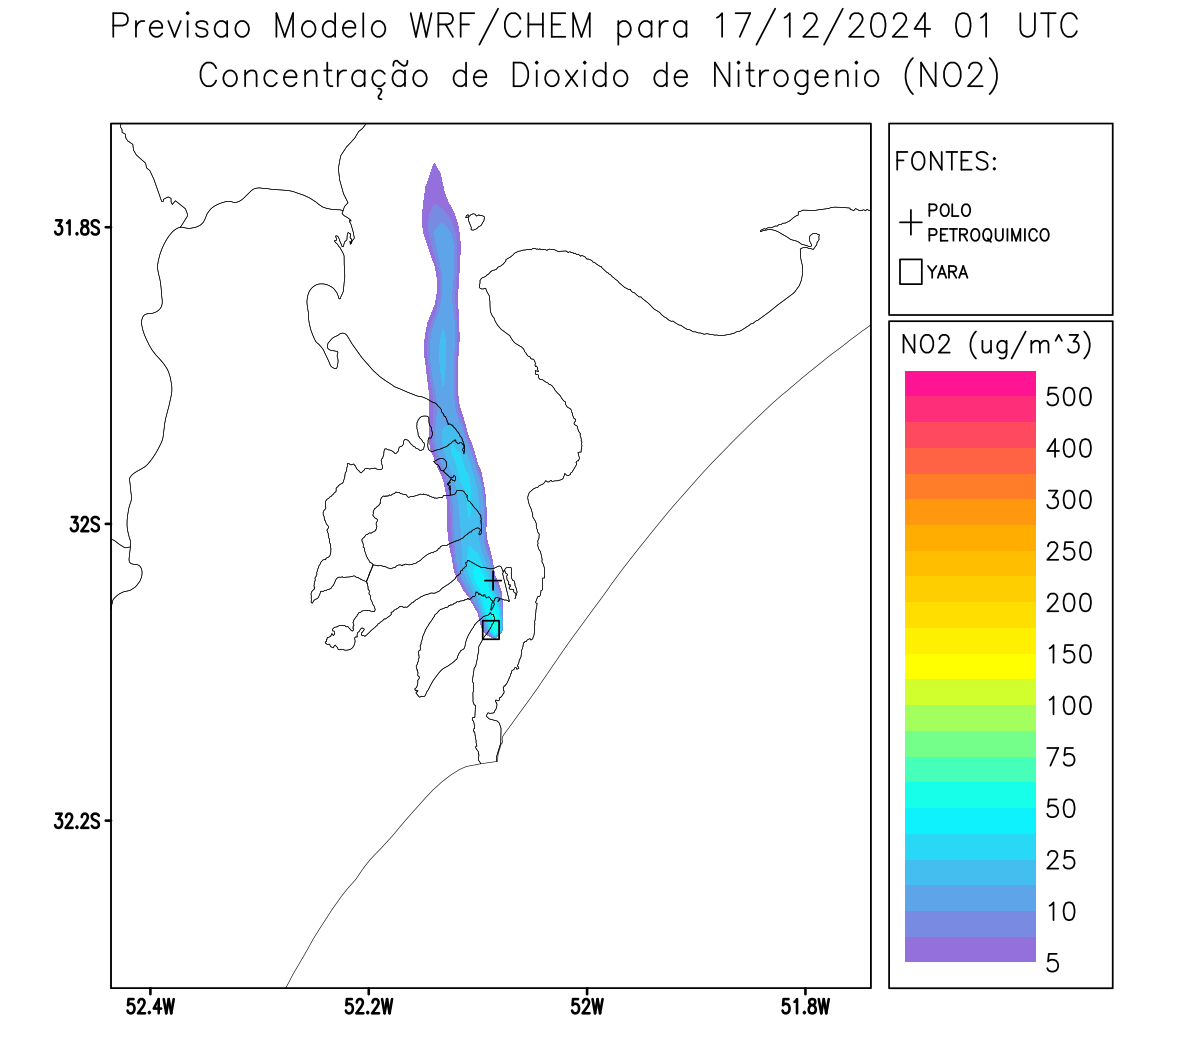 Previsao Modelo WRF/CHEM para 17/12/2024 01 UTC
Concentração de Dioxido de Nitrogenio (NO2)
FONTES:
POLO
PETROQUIMICO
YARA
NO2 (ug/m^3)
500
400
300
250
200
150
100
75
50
25
10
5
31.8S
32S
32.2S
52.4W
52.2W
52W
51.8W